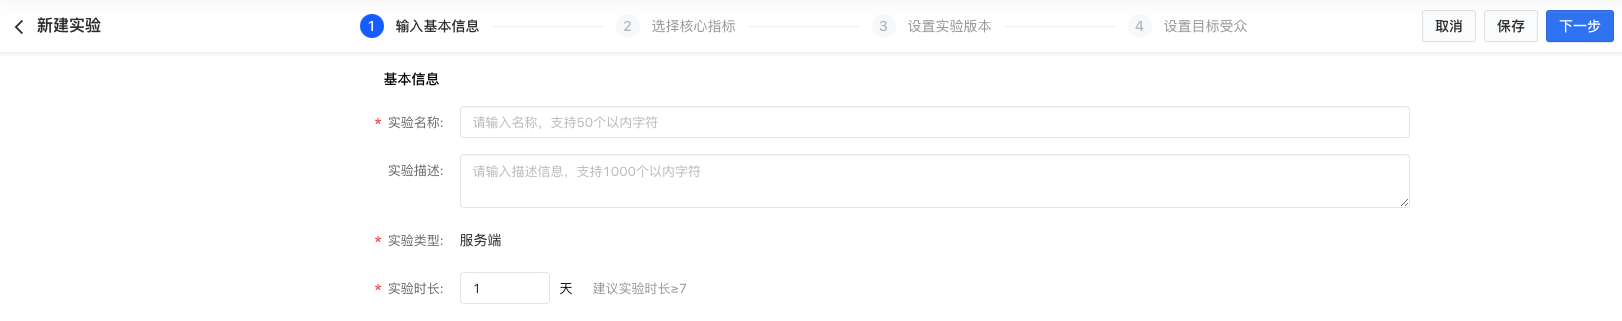 新建实验
1 输入基本信息 2 选择核心指标 3 设置实验版本 4 设置目标受众 取消 保存 下一步
基本信息
* 实验名称: 请输入名称，支持50个以内字符
实验描述: 请输入描述信息，支持1000个以内字符
* 实验类型: 服务端
* 实验时长: 1 天 建议实验时长≥7